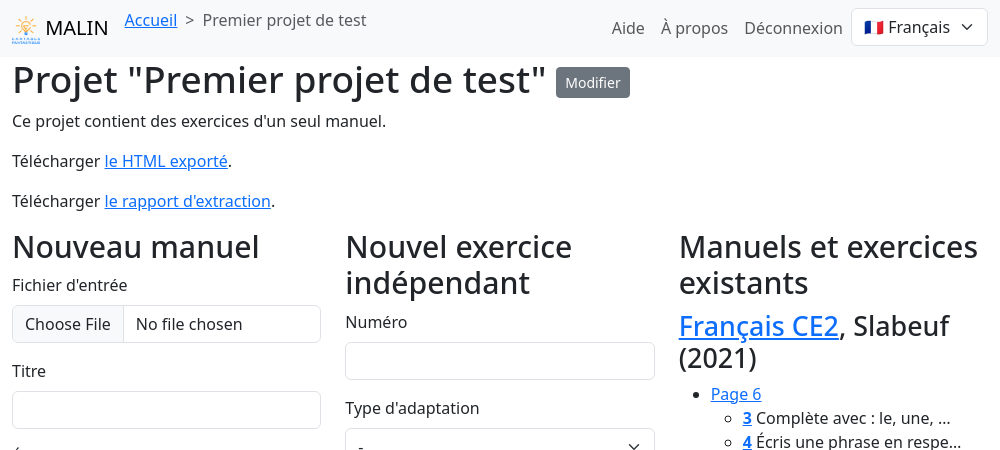 MALIN Accueil > Premier projet de test Aide À propos Déconnexion Français
Projet "Premier projet de test" Modifier
Ce projet contient des exercices d'un seul manuel.
Télécharger le HTML exporté.
Télécharger le rapport d'extraction.
Nouveau manuel
Fichier d'entrée
Choose File No file chosen
Titre
Nouvel exercice
indépendant
Numéro
Type d'adaptation
-
Manuels et exercices
existants
Français CE2, Slabeuf
(2021)
Page 6
3 Complète avec : le, une, ...
4 Écris une phrase en respe...